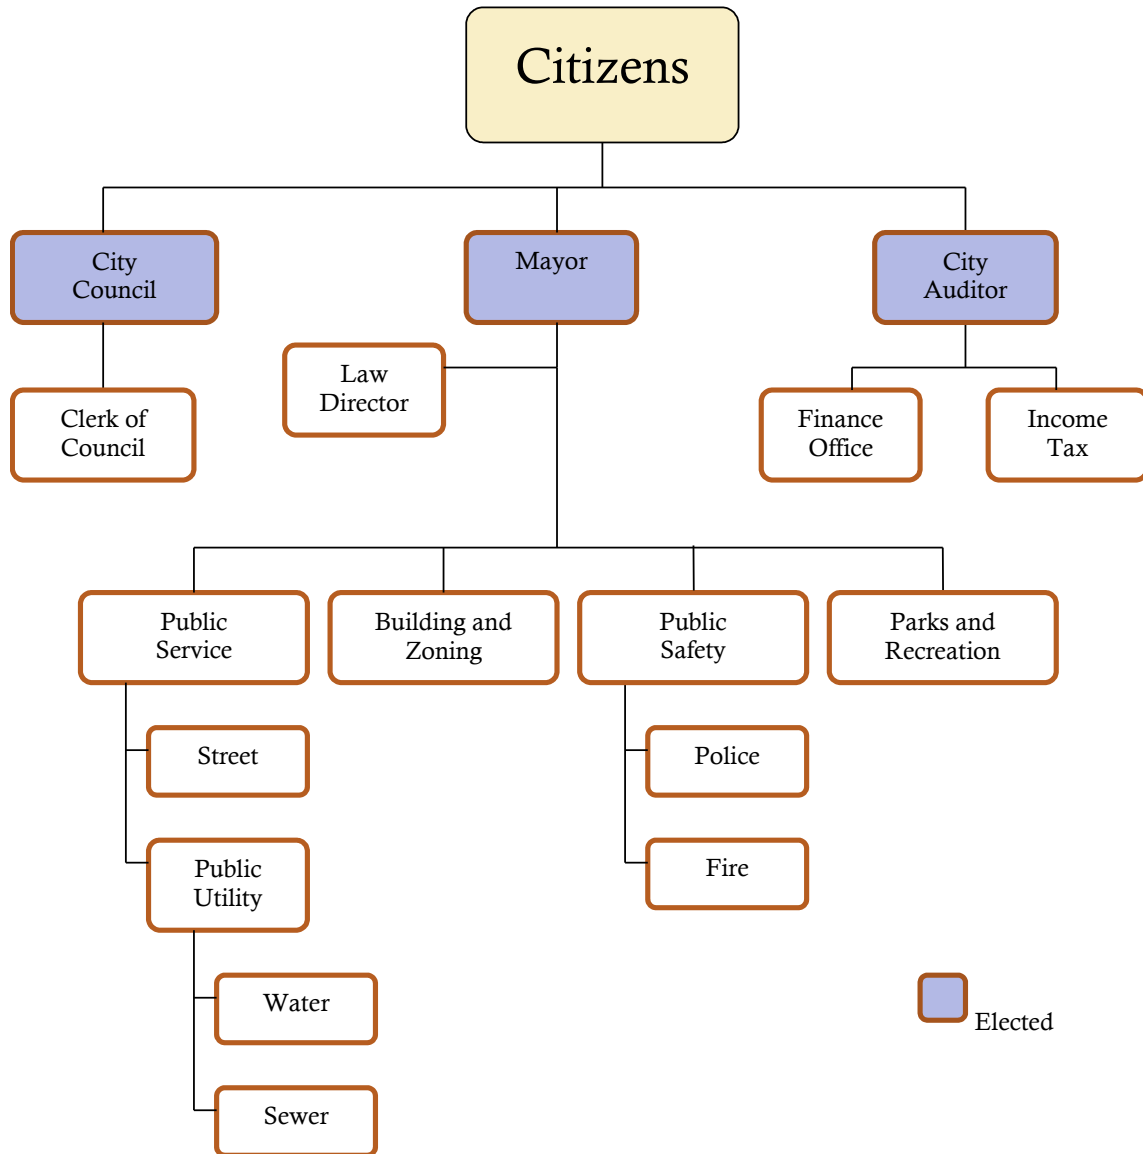 Citizens
City
Council
Mayor
City
Auditor
Law
Director
Clerk of
Council
Finance
Office
Income
Tax
Public
Service
Building and
Zoning
Public
Safety
Parks and
Recreation
Street
Police
Public
Utility
Fire
Water
Elected
Sewer